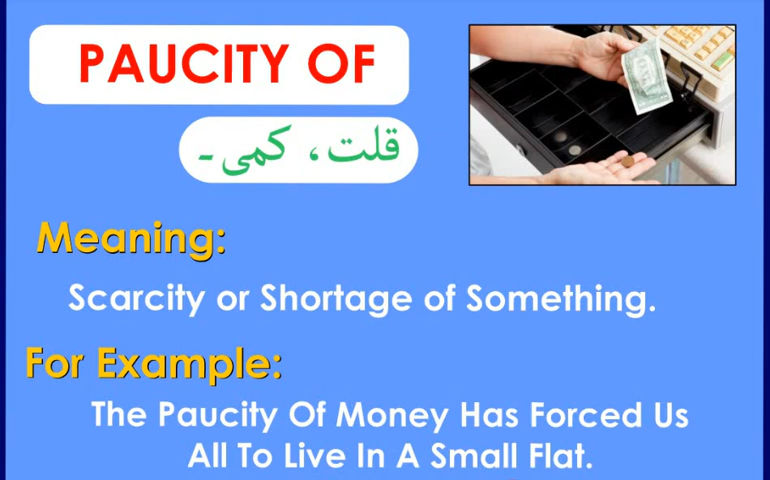 PAUCITY OF
قلت، کمی۔
Meaning:
Scarcity or Shortage of Something.
For Example:
The Paucity Of Money Has Forced Us
All To Live In A Small Flat.